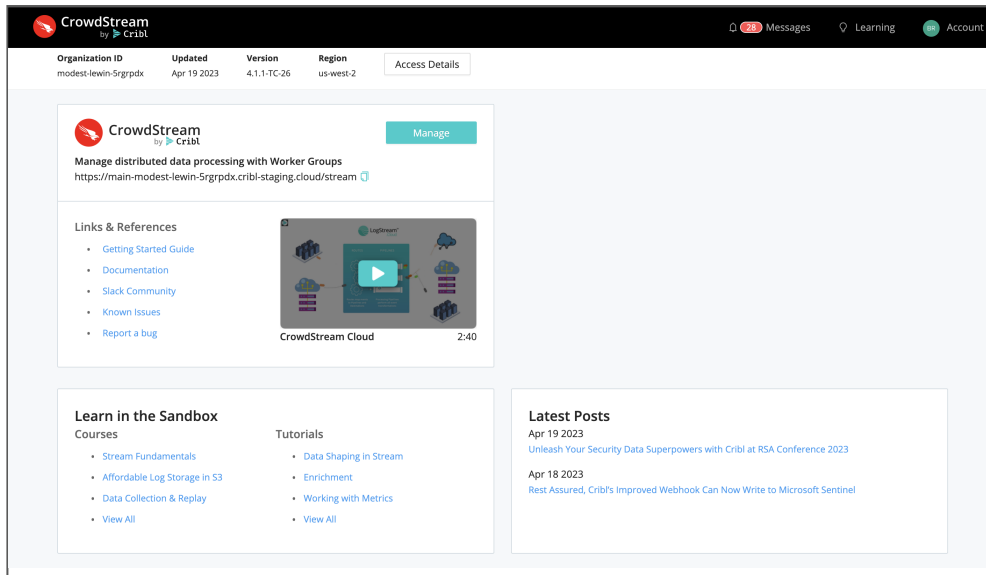 CrowdStream
by Cribl
28 Messages Learning BR Account
Organization ID Updated Version Region
modest-lewin-5rgrpdx Apr 19 2023 4.1.1-TC-26 us-west-2
Access Details
CrowdStream
by Cribl
Manage
Manage distributed data processing with Worker Groups
https://main-modest-lewin-5rgrpdx.cribl-staging.cloud/stream
Links & References
Getting Started Guide
Documentation
Slack Community
Known Issues
Report a bug
LogStream
CrowdStream Cloud 2:40
Learn in the Sandbox
Courses
Stream Fundamentals
Affordable Log Storage in S3
Data Collection & Replay
View All
Tutorials
Data Shaping in Stream
Enrichment
Working with Metrics
View All
Latest Posts
Apr 19 2023
Unleash Your Security Data Superpowers with Cribl at RSA Conference 2023
Apr 18 2023
Rest Assured, Cribl's Improved Webhook Can Now Write to Microsoft Sentinel